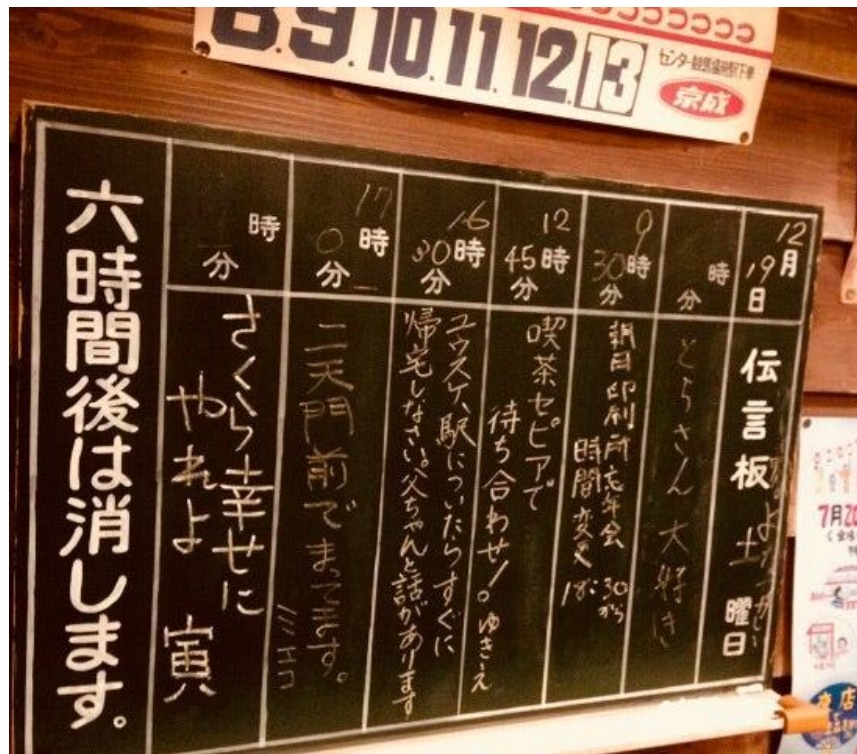 8.9.10.11.12.13
センター競馬場前駅下車
京成
12月
19日
伝言板
土曜日
時
分
とらさん 大好き
9時
30分
朝日印刷所忘年会
時間変更 18:30から
12時
45分
喫茶セピアで
待ち合わせ!。ゆきえ
16時
30分
ユウスケ、駅についたらすぐに
帰宅しなさい。父ちゃんと話があります
17時
0分
二天門前でまってます。
ミエコ
時
分
さくら幸せに
やれよ 寅
六時間後は消します。
7月20
店